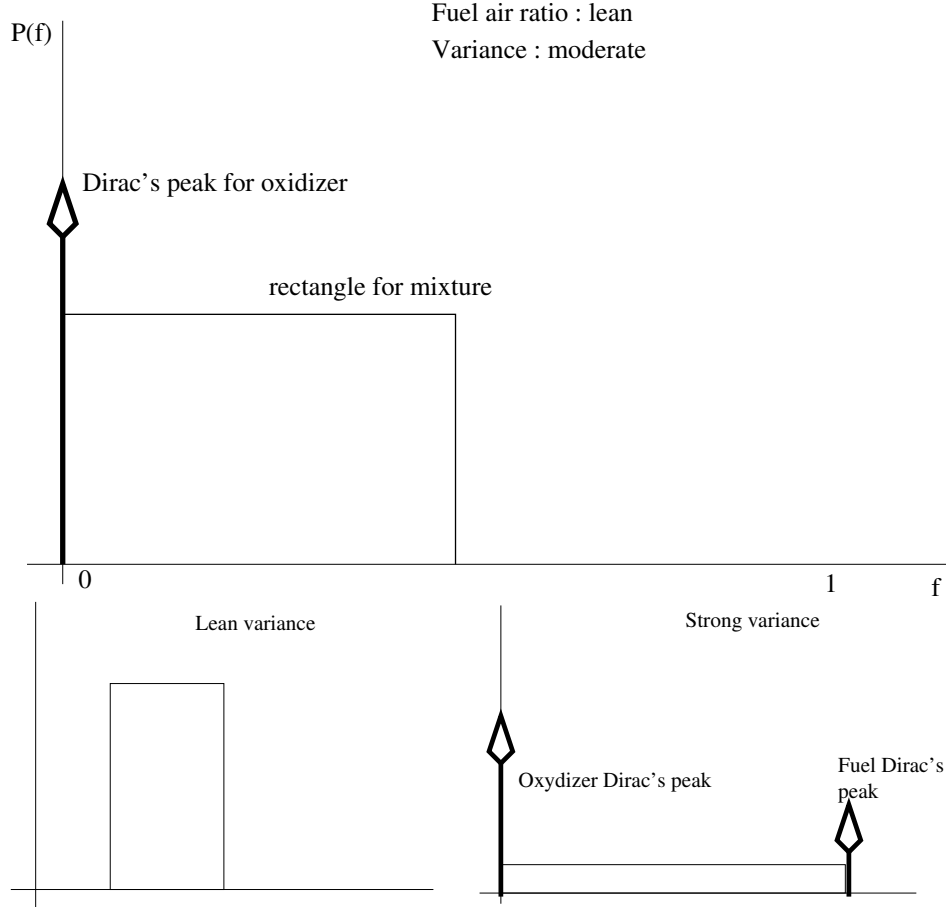 Fuel air ratio : lean
P(f)
Variance : moderate
Dirac's peak for oxidizer
rectangle for mixture
0
1
f
Lean variance
Strong variance
Oxydizer Dirac's peak
Fuel Dirac's
peak